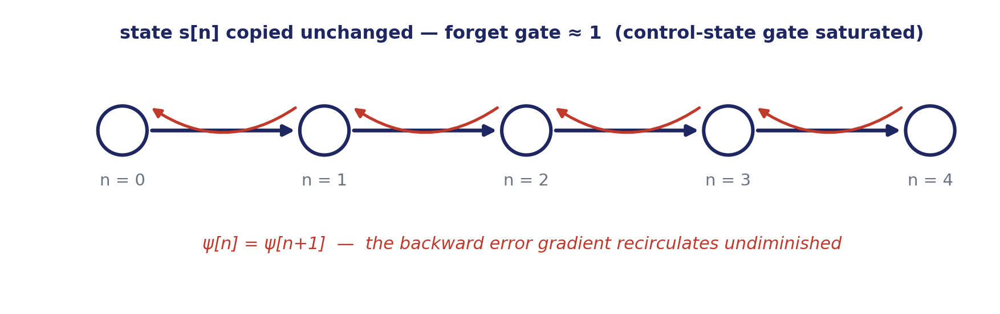 state s[n] copied unchanged — forget gate ≈ 1  (control-state gate saturated)
n = 0
n = 1
n = 2
n = 3
n = 4
ψ[n] = ψ[n+1]  —  the backward error gradient recirculates undiminished